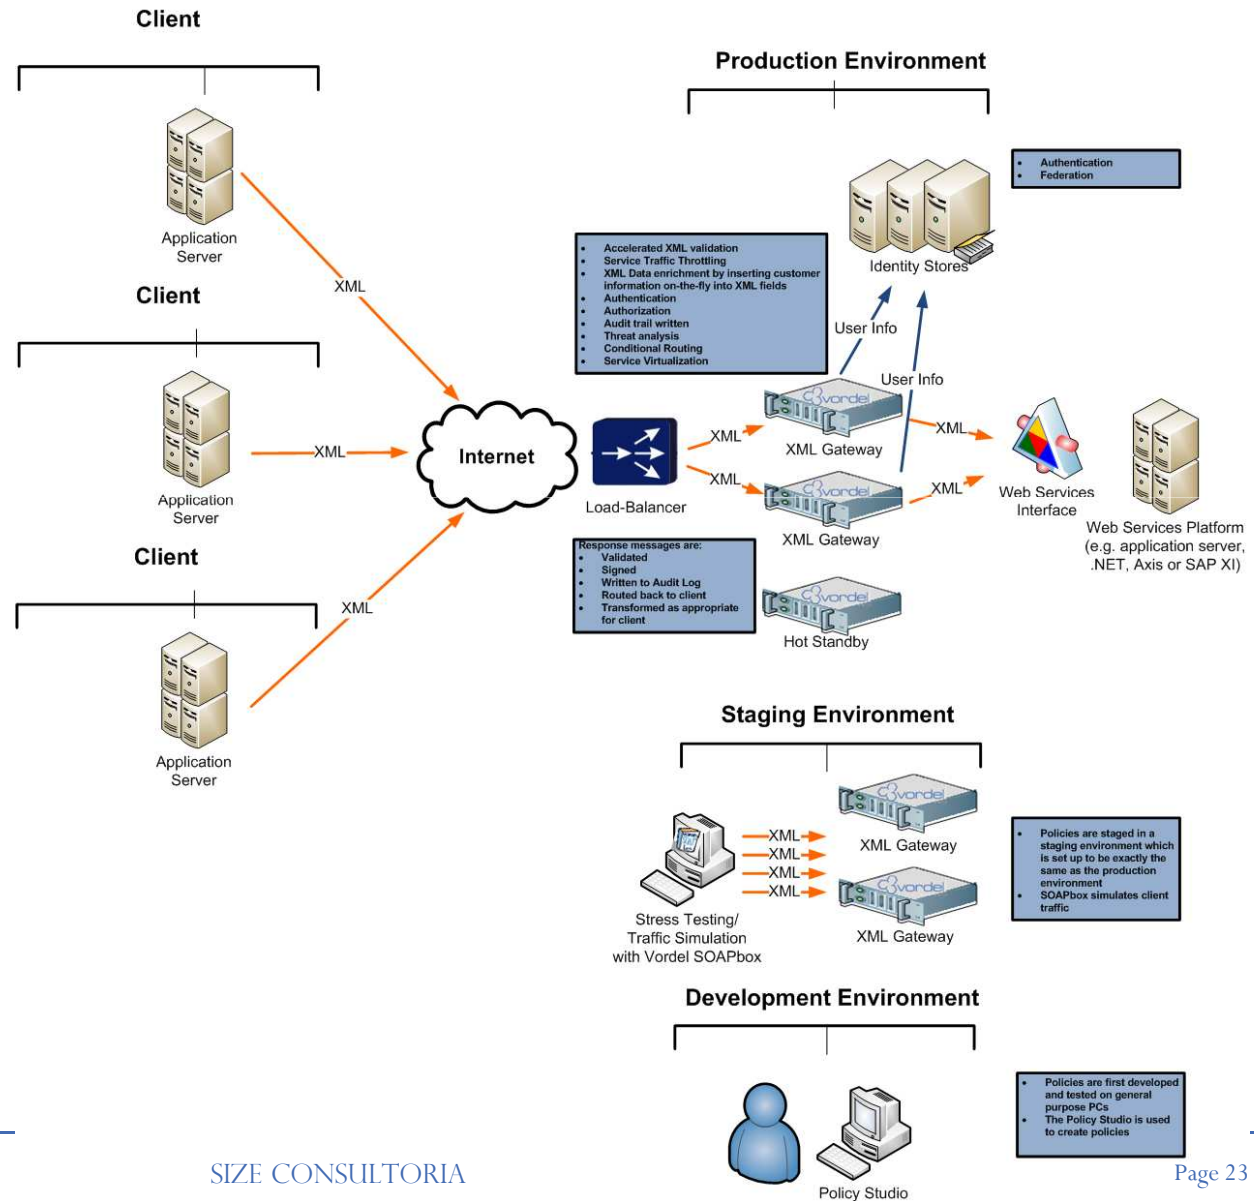 Client
Application
Server
XML
Client
Application
Server
XML
Client
Application
Server
XML
Internet
Load-Balancer
Production Environment
• Authentication
• Federation
Identity Stores
• Accelerated XML validation
• Service Traffic Throttling
• XML Data enrichment by inserting customer
information on-the-fly into XML fields
• Authentication
• Authorization
• Audit trail written
• Threat analysis
• Conditional Routing
• Service Virtualization
User Info
User Info
XML
XML
vordel
XML Gateway
vordel
XML Gateway
XML
XML
Web Services
Interface
Web Services Platform
(e.g. application server,
.NET, Axis or SAP XI)
Response messages are:
• Validated
• Signed
• Written to Audit Log
• Routed back to client
• Transformed as appropriate
for client
vordel
Hot Standby
Staging Environment
Stress Testing/
Traffic Simulation
with Vordel SOAPbox
XML
XML
XML
XML
vordel
XML Gateway
vordel
XML Gateway
• Policies are staged in a
staging environment which
is set up to be exactly the
same as the production
environment
• SOAPbox simulates client
traffic
Development Environment
Policy Studio
• Policies are first developed
and tested on general
purpose PCs
• The Policy Studio is used
to create policies
SIZE CONSULTORIA
Page 23